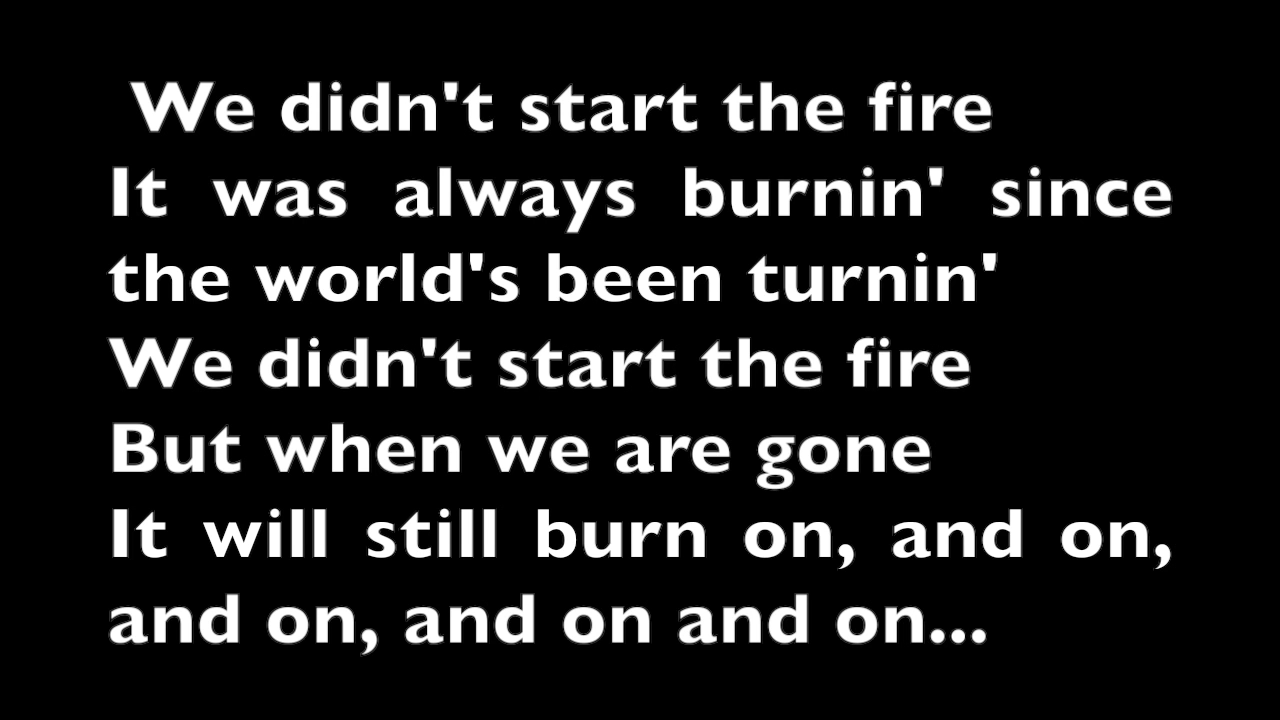 We didn't start the fire
It was always burnin' since
the world's been turnin'
We didn't start the fire
But when we are gone
It will still burn on, and on,
and on, and on and on...